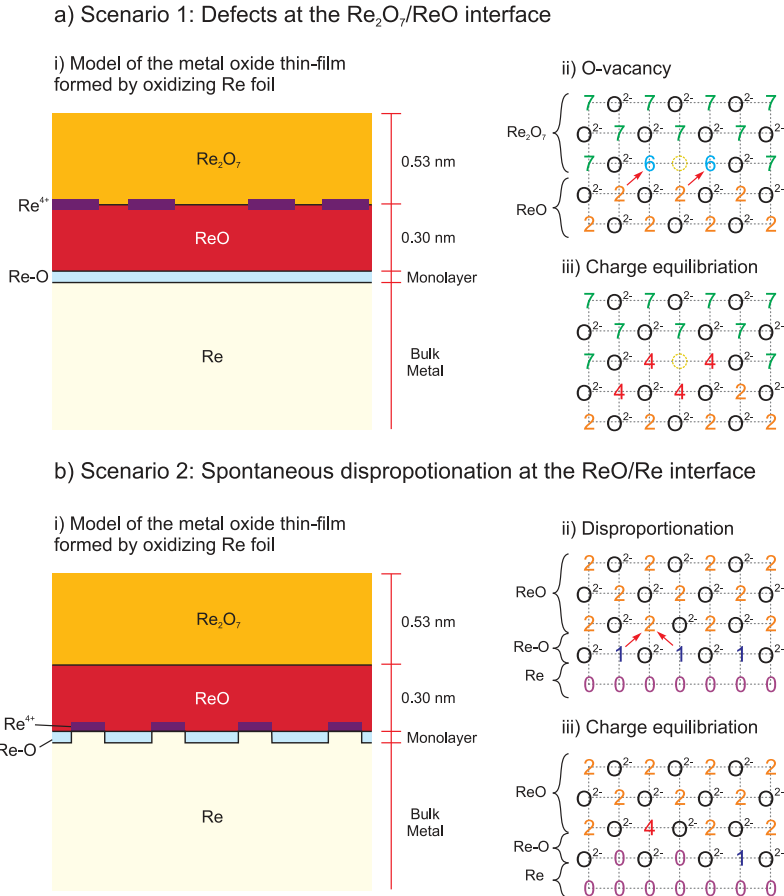 a) Scenario 1: Defects at the Re₂O₇/ReO interface
i) Model of the metal oxide thin-film
formed by oxidizing Re foil
Re₂O₇
0.53 nm
Re⁴⁺
ReO
0.30 nm
Re-O
Monolayer
Re
Bulk
Metal
ii) O-vacancy
Re₂O₇
ReO
7 O²⁻ 7 O²⁻ 7 O²⁻ 7
O²⁻ 7 O²⁻ 7 O²⁻ 7 O²⁻
7 O²⁻ 6 6 O²⁻ 7
O²⁻ 2 O²⁻ 2 O²⁻ 2 O²⁻
2 O²⁻ 2 O²⁻ 2 O²⁻ 2
iii) Charge equilibriation
7 O²⁻ 7 O²⁻ 7 O²⁻ 7
O²⁻ 7 O²⁻ 7 O²⁻ 7 O²⁻
7 O²⁻ 4 4 O²⁻ 7
O²⁻ 4 O²⁻ 4 O²⁻ 2 O²⁻
2 O²⁻ 2 O²⁻ 2 O²⁻ 2
b) Scenario 2: Spontaneous dispropotionation at the ReO/Re interface
i) Model of the metal oxide thin-film
formed by oxidizing Re foil
Re₂O₇
0.53 nm
ReO
0.30 nm
Re⁴⁺
Re-O
Monolayer
Re
Bulk
Metal
ii) Disproportionation
ReO
Re-O
Re
2 O²⁻ 2 O²⁻ 2 O²⁻ 2
O²⁻ 2 O²⁻ 2 O²⁻ 2 O²⁻
2 O²⁻ 2 O²⁻ 2 O²⁻ 2
O²⁻ 1 O²⁻ 1 O²⁻ 1 O²⁻
0 0 0 0 0 0 0
iii) Charge equilibriation
ReO
Re-O
Re
2 O²⁻ 2 O²⁻ 2 O²⁻ 2
O²⁻ 2 O²⁻ 2 O²⁻ 2 O²⁻
2 O²⁻ 4 O²⁻ 2 O²⁻ 2
O²⁻ 0 O²⁻ 0 O²⁻ 1 O²⁻
0 0 0 0 0 0 0